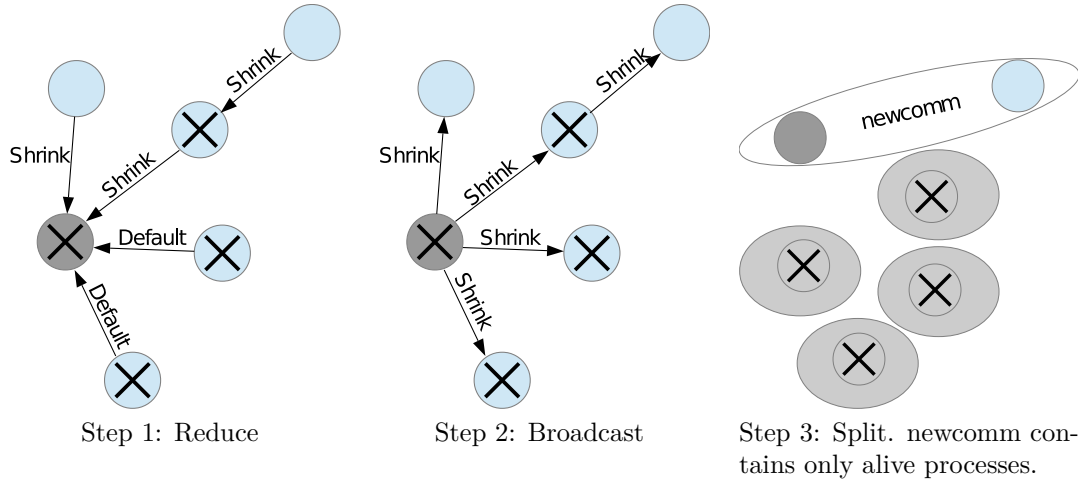 Shrink
Shrink
Shrink
Default
Default
Step 1: Reduce
Shrink
Shrink
Shrink
Shrink
Shrink
Step 2: Broadcast
newcomm
Step 3: Split. newcomm con-
tains only alive processes.